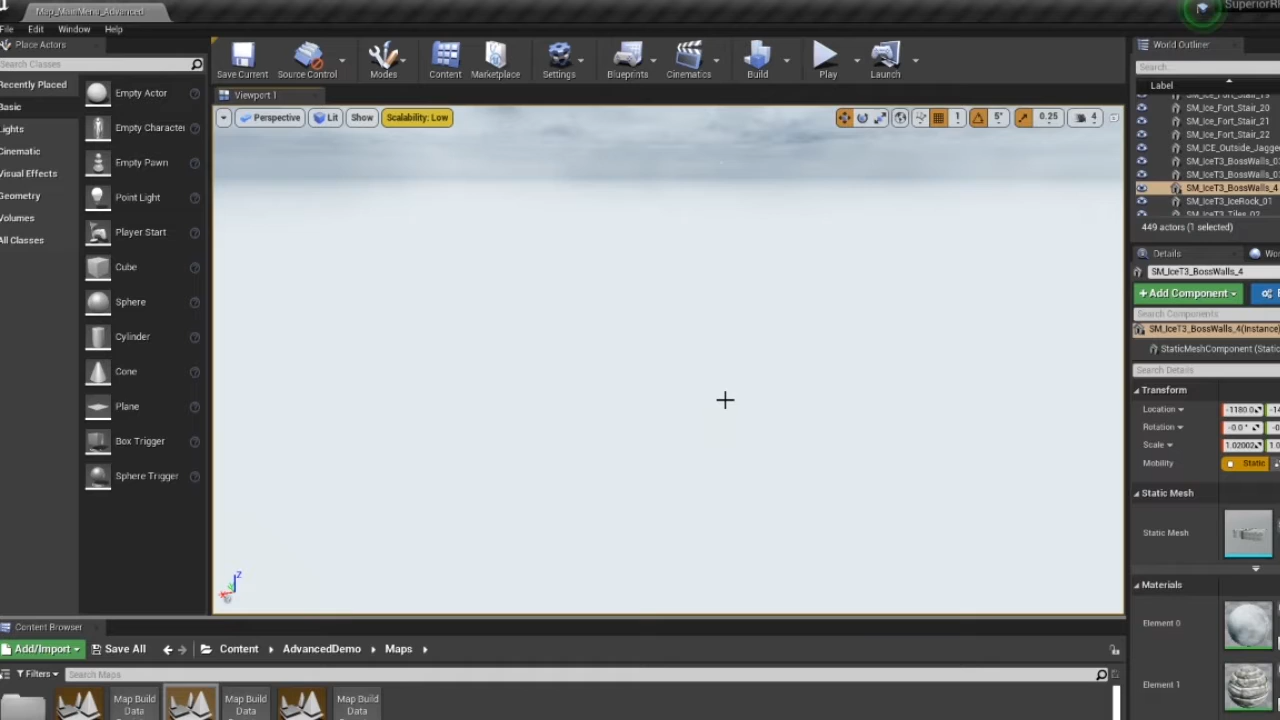 Map_MainMenu_Advanced
File Edit Window Help
Place Actors
Search Classes
Recently Placed
Basic
Lights
Cinematic
Visual Effects
Geometry
Volumes
All Classes
Empty Actor
Empty Character
Empty Pawn
Point Light
Player Start
Cube
Sphere
Cylinder
Cone
Plane
Box Trigger
Sphere Trigger
Save Current Source Control Modes Content Marketplace Settings Blueprints Cinematics Build Play Launch
Viewport 1
Perspective Lit Show Scalability: Low 1 5° 0.25 4
Z
World Outliner
Search...
Label
SM_Ice_Fort_Stair_19
SM_Ice_Fort_Stair_20
SM_Ice_Fort_Stair_21
SM_Ice_Fort_Stair_22
SM_ICE_Outside_Jagge
SM_IceT3_BossWalls_0
SM_IceT3_BossWalls_0
SM_IceT3_BossWalls_4
SM_IceT3_IceRock_01
SM_IceT3_Tiles_02
449 actors (1 selected)
Details
SM_IceT3_BossWalls_4
+Add Component
Search Components
SM_IceT3_BossWalls_4(Instance)
StaticMeshComponent (Static
Search Details
Transform
Location -1180.0
Rotation -0.0 °
Scale 1.02002
Mobility Static
Static Mesh
Static Mesh
Materials
Element 0
Element 1
Content Browser
Add/Import Save All Content AdvancedDemo Maps
Filters Search Maps
Map Build Data
Map Build Data
Map Build Data